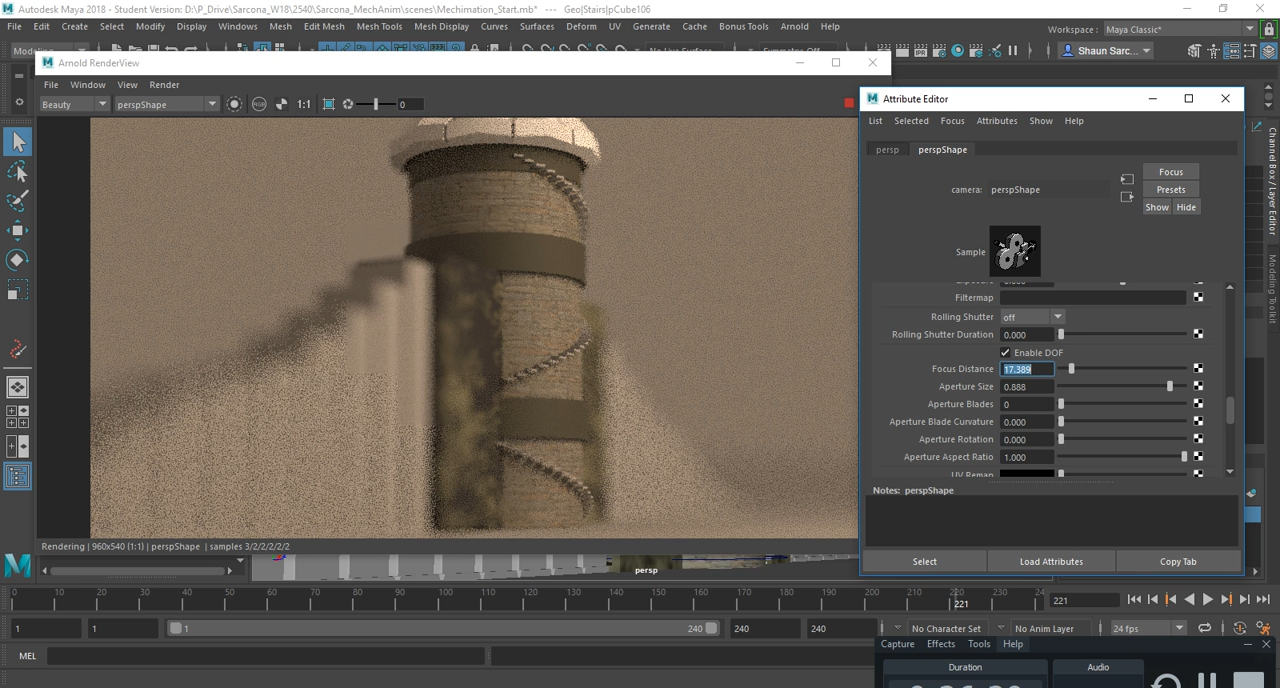 Autodesk Maya 2018 - Student Version: D:\P_Drive\Sarcona_W18\2540\Sarcona_MechAnim\scenes\Mechimation_Start.mb* --- Geo|Stairs|pCube106
File Edit Create Select Modify Display Windows Mesh Edit Mesh Mesh Tools Mesh Display Curves Surfaces Deform UV Generate Cache Bonus Tools Arnold Help
Workspace : Maya Classic*
Shaun Sarc...
Arnold RenderView
File Window View Render
Beauty perspShape 1:1 0
Rendering | 960x540 (1:1) | perspShape | samples 3/2/2/2/2/2
Attribute Editor
List Selected Focus Attributes Show Help
persp perspShape
camera: perspShape
Focus
Presets
Show Hide
Sample
Filtermap
Rolling Shutter off
Rolling Shutter Duration 0.000
Enable DOF
Focus Distance 17.389
Aperture Size 0.888
Aperture Blades 0
Aperture Blade Curvature 0.000
Aperture Rotation 0.000
Aperture Aspect Ratio 1.000
UV Remap
Notes: perspShape
Select Load Attributes Copy Tab
Channel Box / Layer Editor
Modeling Toolkit
persp
0 10 20 30 40 50 60 70 80 90 100 110 120 130 140 150 160 170 180 190 200 210 220 230 24
221
221
1 1 1 240 240 240 No Character Set No Anim Layer 24 fps
MEL
Captures Effects Tools Help
Duration Audio